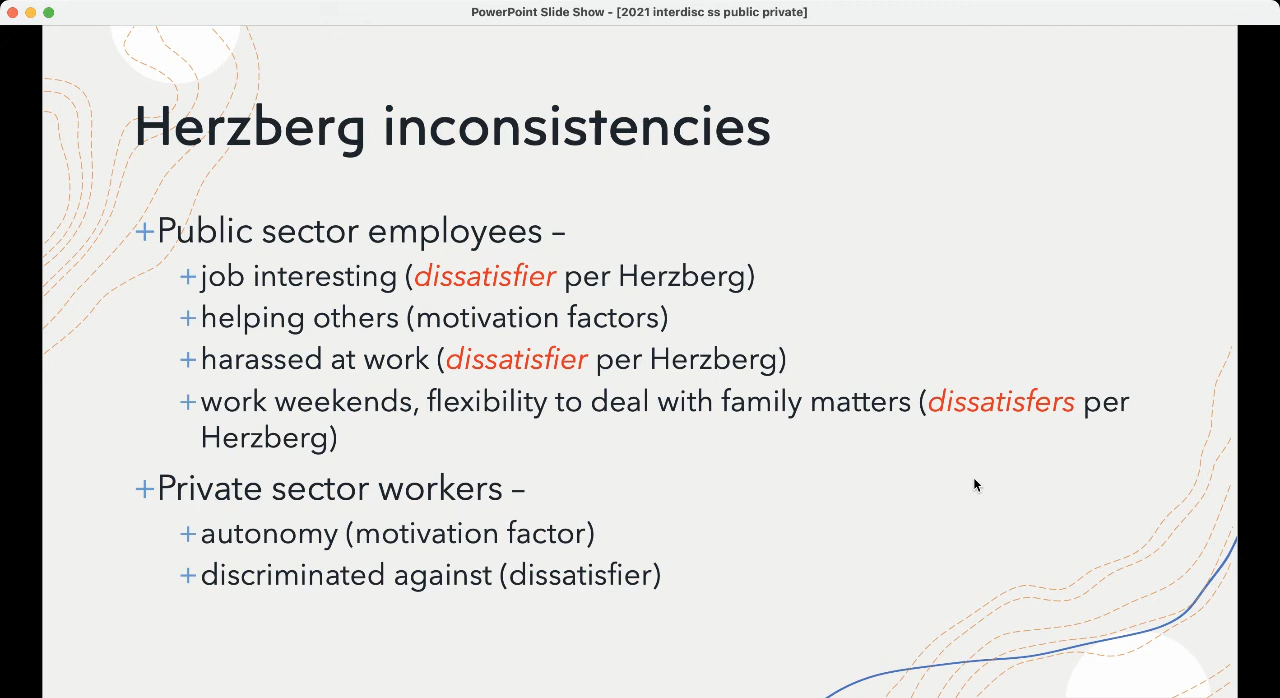 PowerPoint Slide Show - [2021 interdisc ss public private]
Herzberg inconsistencies
+Public sector employees –
+job interesting (dissatisfier per Herzberg)
+helping others (motivation factors)
+harassed at work (dissatisfier per Herzberg)
+work weekends, flexibility to deal with family matters (dissatisfers per
Herzberg)
+Private sector workers –
+autonomy (motivation factor)
+discriminated against (dissatisfier)